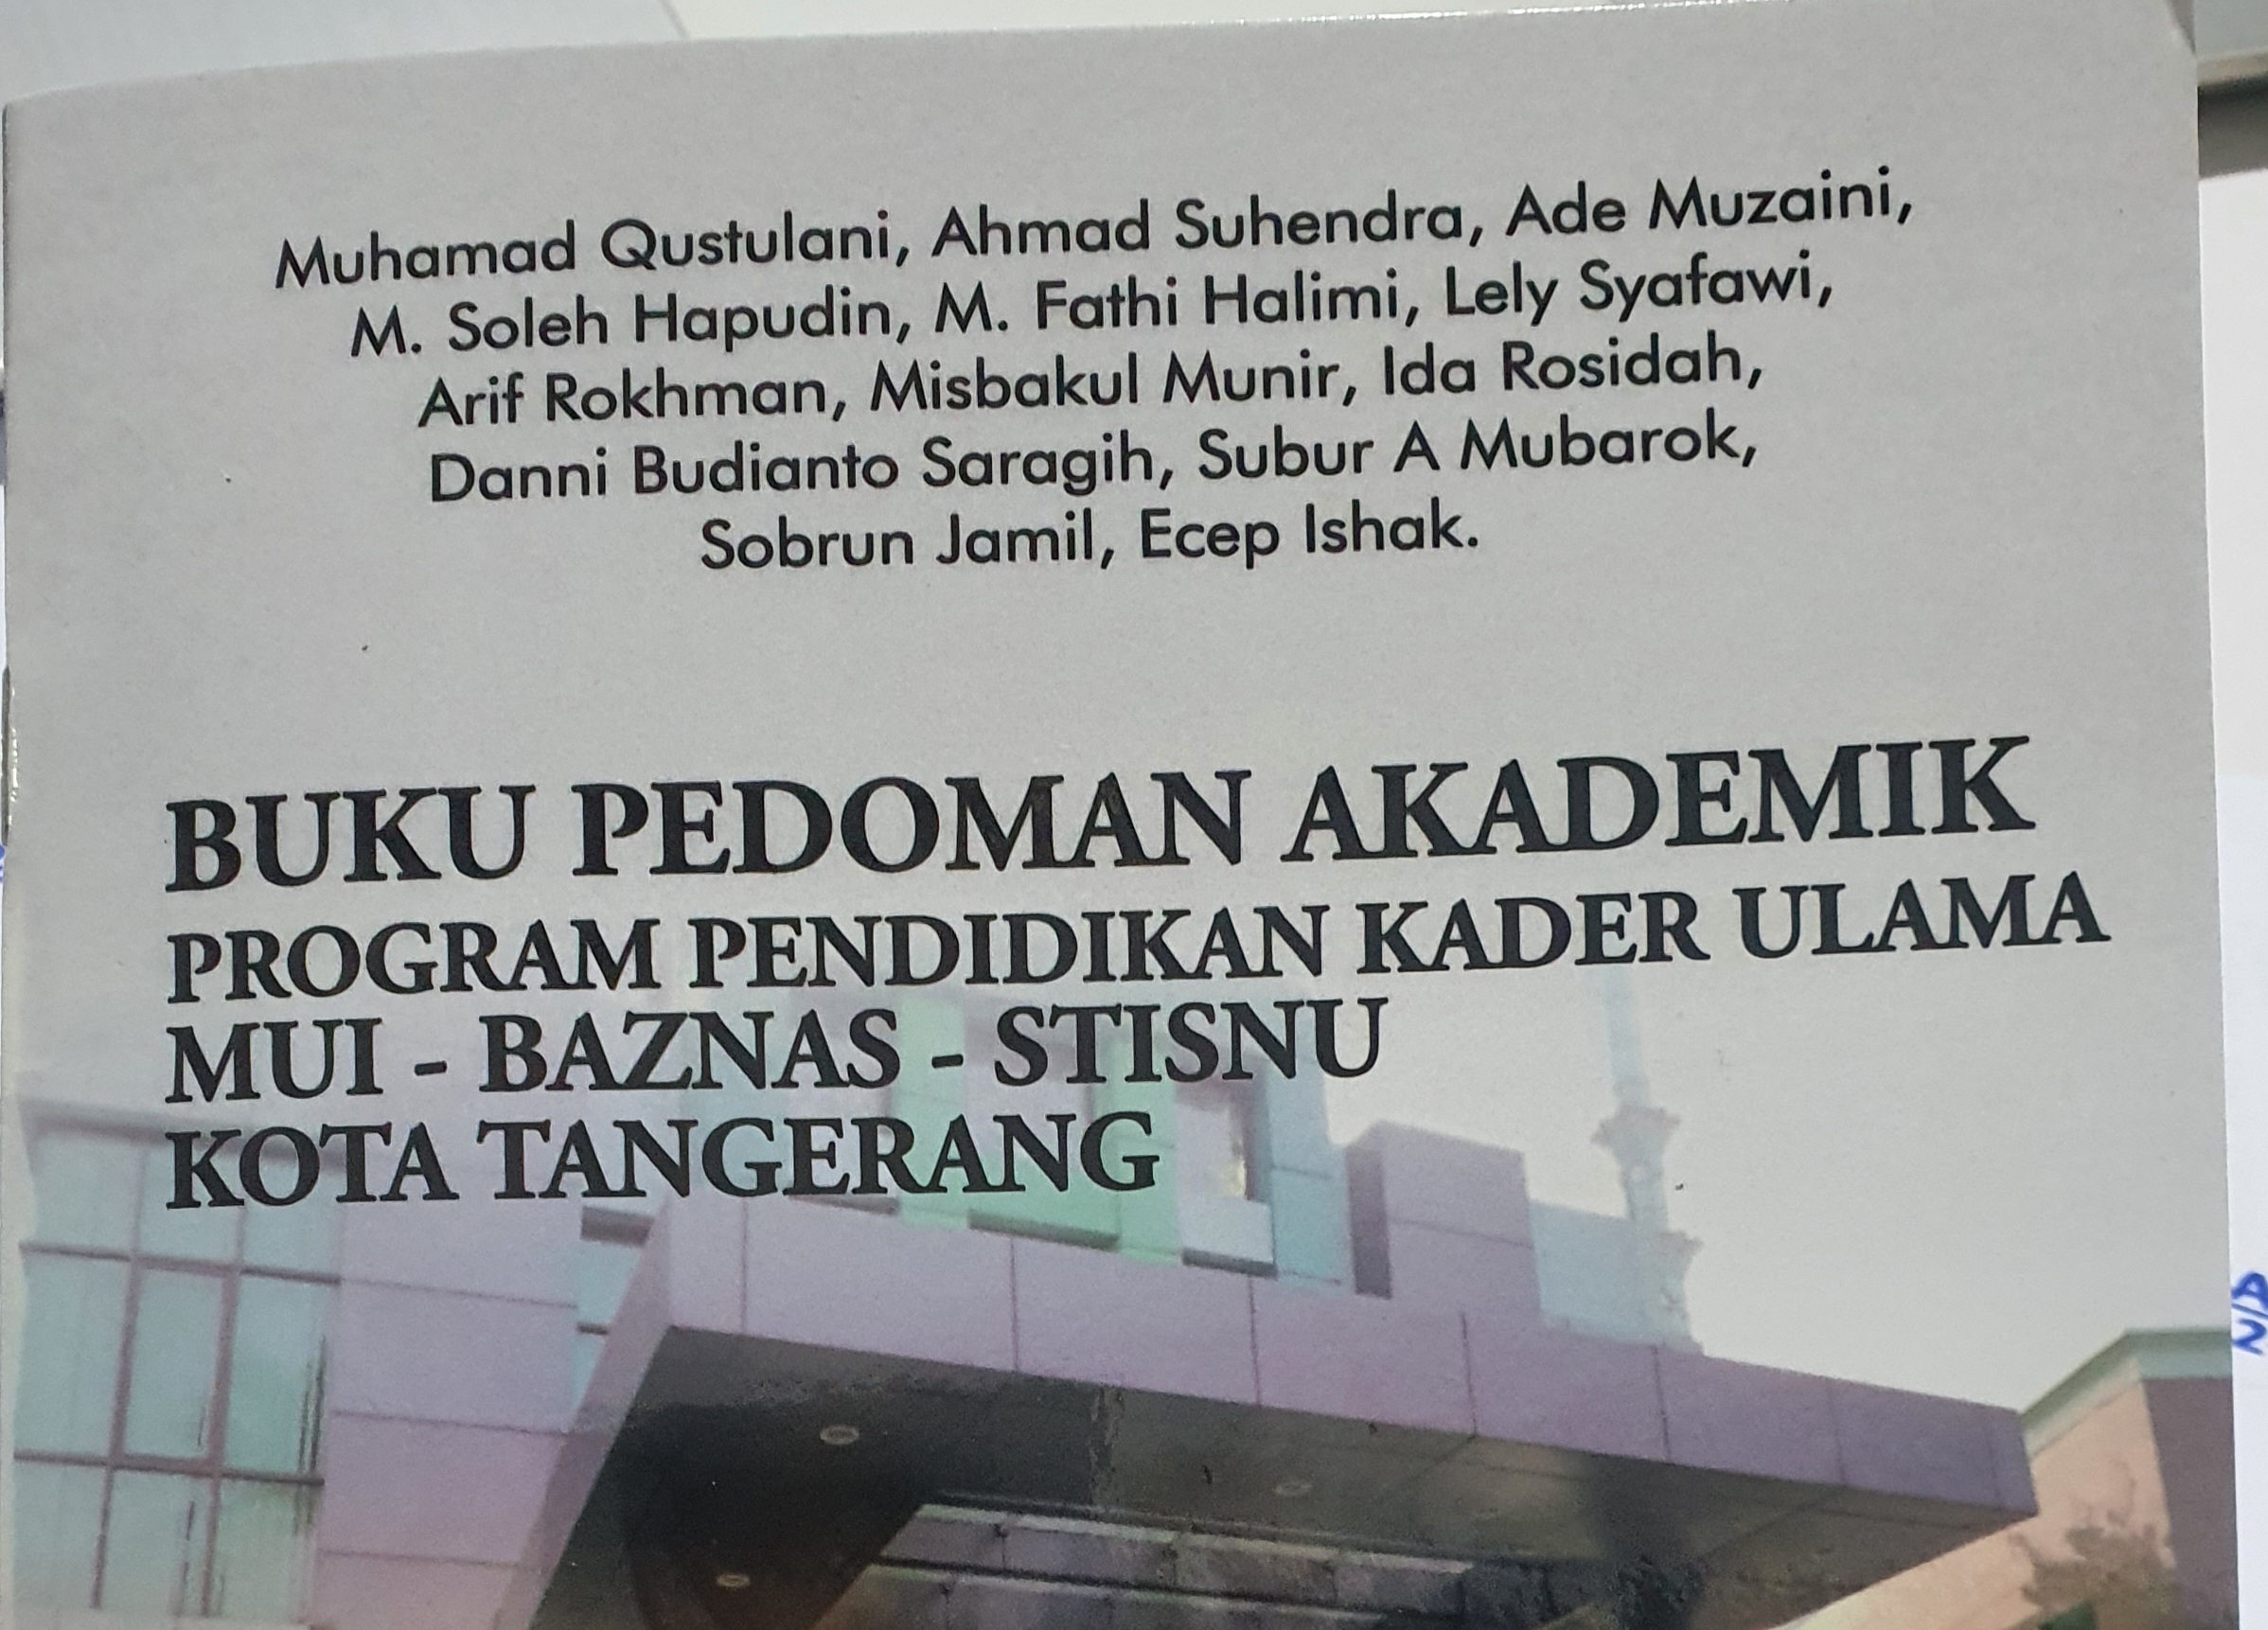 Muhamad Qustulani, Ahmad Suhendra, Ade Muzaini,
M. Soleh Hapudin, M. Fathi Halimi, Lely Syafawi,
Arif Rokhman, Misbakul Munir, Ida Rosidah,
Danni Budianto Saragih, Subur A Mubarok,
Sobrun Jamil, Ecep Ishak.
BUKU PEDOMAN AKADEMIK
PROGRAM PENDIDIKAN KADER ULAMA
MUI - BAZNAS - STISNU
KOTA TANGERANG